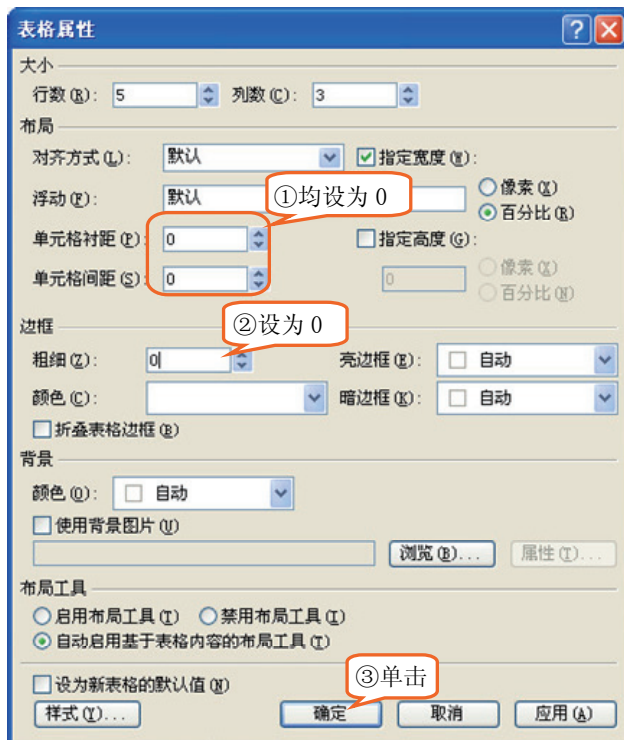 表格属性
大小
行数(R): 5 列数(C): 3
布局
对齐方式(L): 默认 指定宽度(W):
浮动(F): 默认 ①均设为 0 像素(X)
百分比(R)
单元格衬距(P): 0 指定高度(G):
单元格间距(S): 0 0 像素(X)
百分比(N)
边框 ②设为 0
粗细(Z): 0 亮边框(E): 自动
颜色(C): 暗边框(K): 自动
折叠表格边框(B)
背景
颜色(O): 自动
使用背景图片(U)
浏览(B)... 属性(T)...
布局工具
启用布局工具(T) 禁用布局工具(I)
自动启用基于表格内容的布局工具(T)
设为新表格的默认值(N) ③单击
样式(Y)... 确定 取消 应用(A)